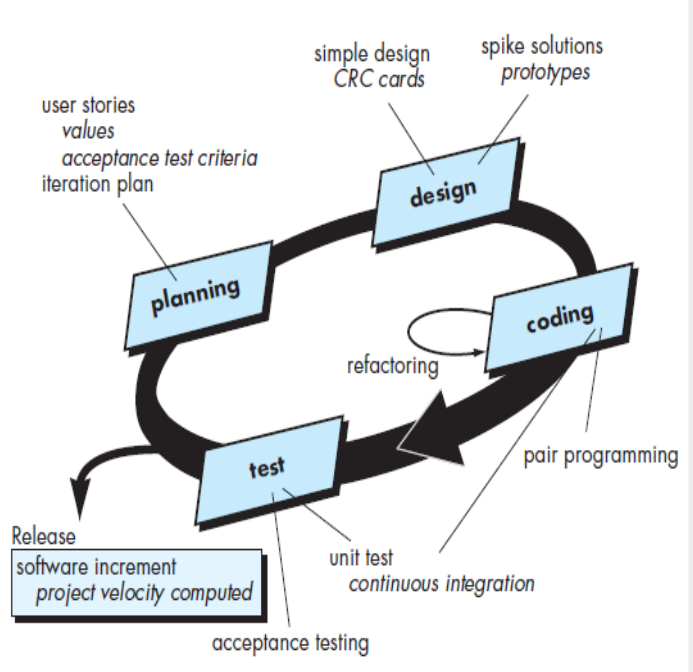 simple design
CRC cards
spike solutions
prototypes
user stories
values
acceptance test criteria
iteration plan
design
planning
coding
refactoring
test
pair programming
Release
software increment
project velocity computed
unit test
continuous integration
acceptance testing